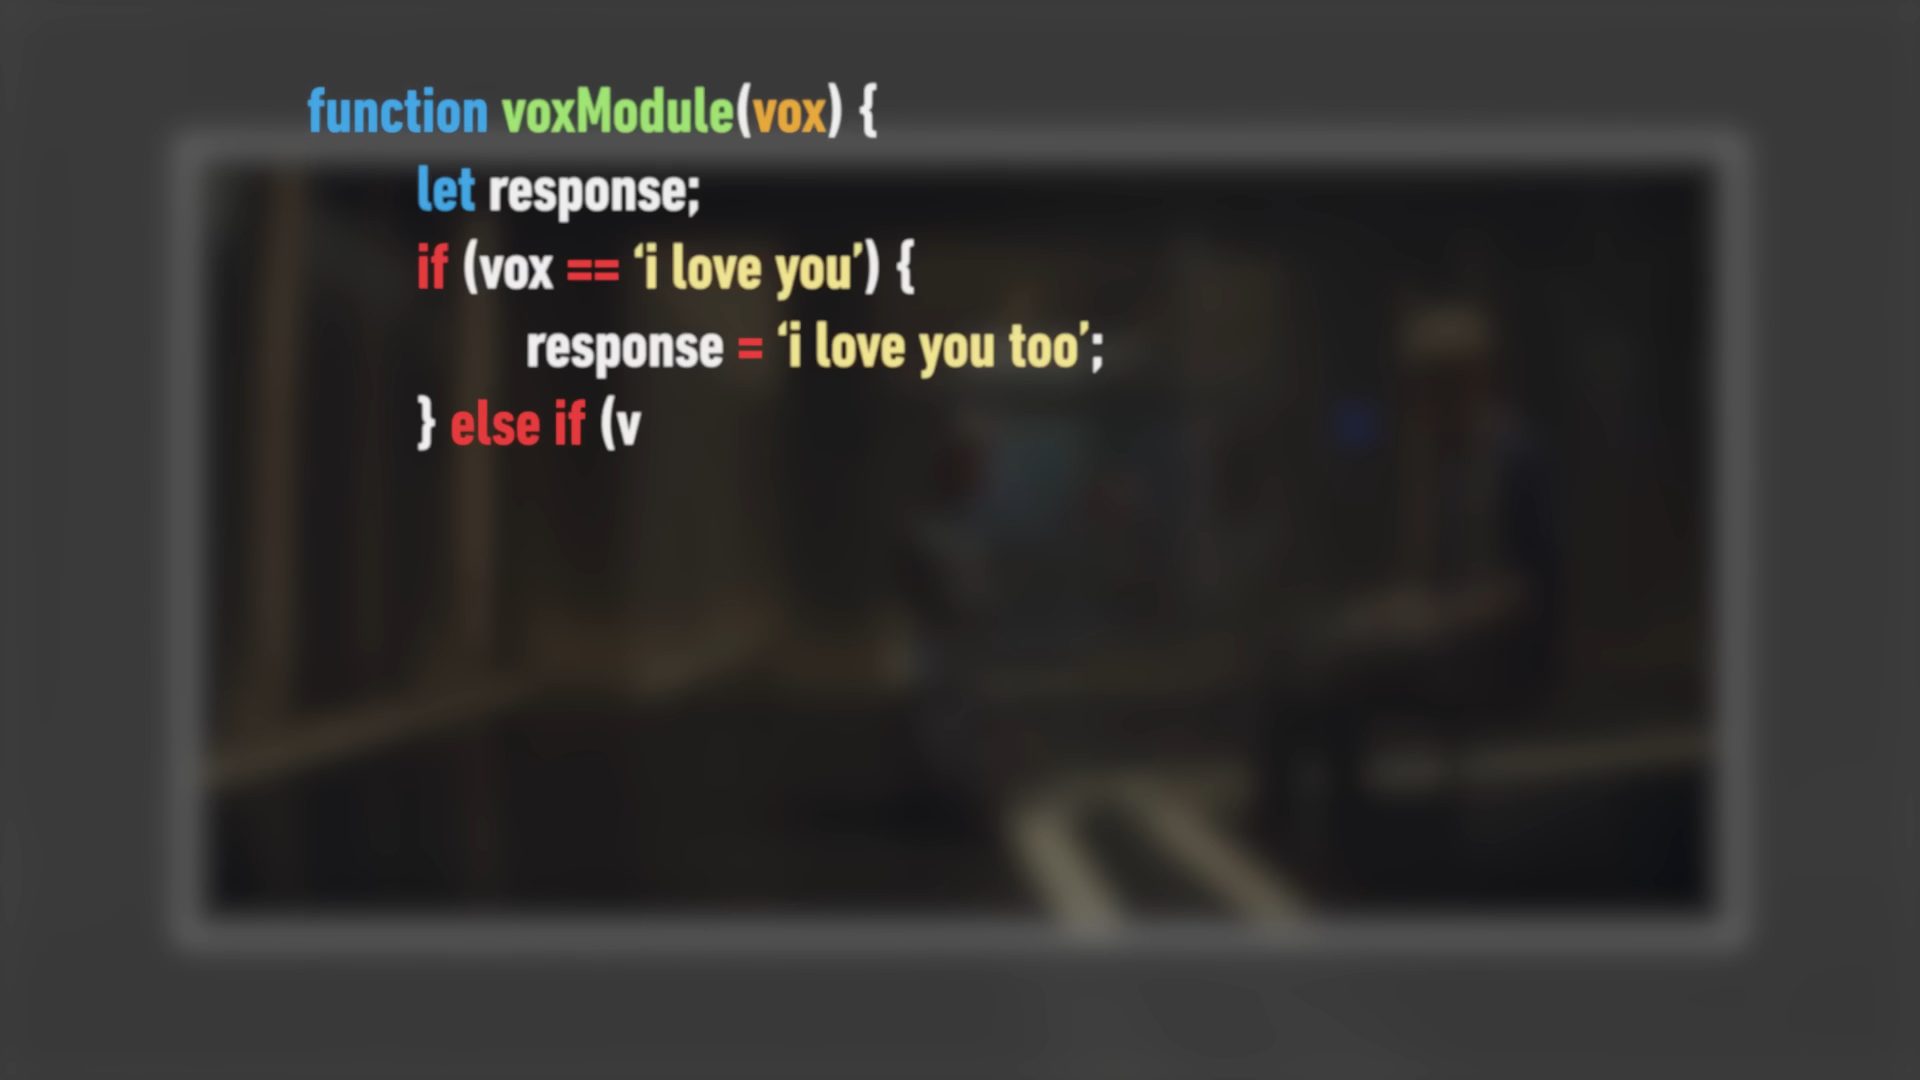 function voxModule(vox) {
let response;
if (vox == ‘i love you’) {
response = ‘i love you too’;
} else if (v